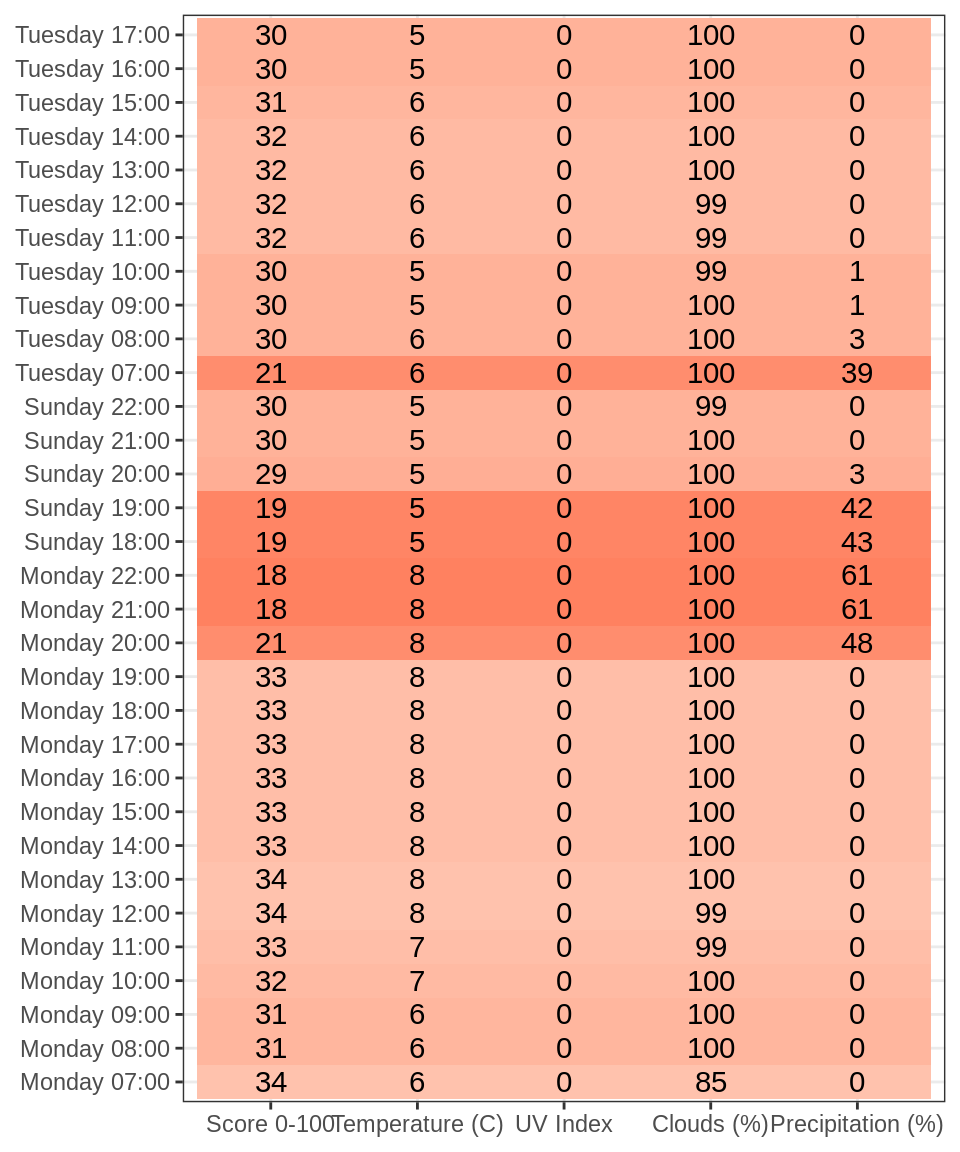 Tuesday 17:00 30 5 0 100 0
Tuesday 16:00 30 5 0 100 0
Tuesday 15:00 31 6 0 100 0
Tuesday 14:00 32 6 0 100 0
Tuesday 13:00 32 6 0 100 0
Tuesday 12:00 32 6 0 99 0
Tuesday 11:00 32 6 0 99 0
Tuesday 10:00 30 5 0 99 1
Tuesday 09:00 30 5 0 100 1
Tuesday 08:00 30 6 0 100 3
Tuesday 07:00 21 6 0 100 39
Sunday 22:00 30 5 0 99 0
Sunday 21:00 30 5 0 100 0
Sunday 20:00 29 5 0 100 3
Sunday 19:00 19 5 0 100 42
Sunday 18:00 19 5 0 100 43
Monday 22:00 18 8 0 100 61
Monday 21:00 18 8 0 100 61
Monday 20:00 21 8 0 100 48
Monday 19:00 33 8 0 100 0
Monday 18:00 33 8 0 100 0
Monday 17:00 33 8 0 100 0
Monday 16:00 33 8 0 100 0
Monday 15:00 33 8 0 100 0
Monday 14:00 33 8 0 100 0
Monday 13:00 34 8 0 100 0
Monday 12:00 34 8 0 99 0
Monday 11:00 33 7 0 99 0
Monday 10:00 32 7 0 100 0
Monday 09:00 31 6 0 100 0
Monday 08:00 31 6 0 100 0
Monday 07:00 34 6 0 85 0
Score 0-100 Temperature (C) UV Index Clouds (%) Precipitation (%)